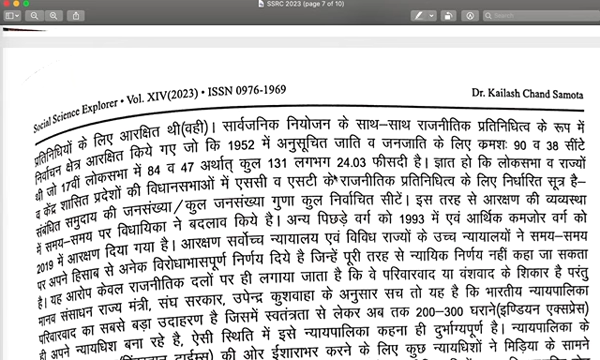 SSRC 2023 (page 7 of 10)
Search
Social Science Explorer • Vol. XIV(2023) • ISSN 0976-1969
Dr. Kailash Chand Samota
प्रतिनिधियों के लिए आरक्षित थी(वही)। सार्वजनिक नियोजन के साथ–साथ राजनीतिक प्रतिनिधित्व के रूप में
निर्वाचन क्षेत्र आरक्षित किये गए जो कि 1952 में अनुसूचित जाति व जनजाति के लिए क्रमशः 90 व 38 सींटे
थी जो 17वीं लोकसभा में 84 व 47 अर्थात् कुल 131 लगभग 24.03 फीसदी है। ज्ञात हो कि लोकसभा व राज्यों
व केंद्र शासित प्रदेशों की विधानसभाओं में एससी व एसटी के राजनीतिक प्रतिनिधित्व के लिए निर्धारित सूत्र है–
संबंधित समुदाय की जनसंख्या/कुल जनसंख्या गुणा कुल निर्वाचित सीटें। इस तरह से आरक्षण की व्यवस्था
में समय–समय पर विधायिका ने बदलाव किये है। अन्य पिछड़े वर्ग को 1993 में एवं आर्थिक कमजोर वर्ग को
2019 में आरक्षण दिया गया है। आरक्षण सर्वोच्च न्यायालय एवं विविध राज्यों के उच्च न्यायालयों ने समय–समय
पर अपने हिसाब से अनेक विरोधाभासपूर्ण निर्णय दिये है जिन्हें पूरी तरह से न्यायिक निर्णय नहीं कहा जा सकता
है। यह आरोप केवल राजनीतिक दलों पर ही लगाया जाता है कि वे परिवारवाद या वंशवाद के शिकार है परंतु
मानव संसाधन राज्य मंत्री, संघ सरकार, उपेन्द्र कुशवाहा के अनुसार सच तो यह है कि भारतीय न्यायपालिका
परिवारवाद का सबसे बड़ा उदाहरण है जिसमें स्वतंत्रता से लेकर अब तक 200–300 घराने(इण्डियन एक्सप्रेस)
ही अपने न्यायधिश बना रहे है, ऐसी स्थिति में इसे न्यायपालिका कहना ही दुर्भाग्यपूर्ण है। न्यायपालिका के
टाईम्स) की ओर ईशाराभर करने के लिए कुछ न्यायधिशों ने मिडिया के सामने